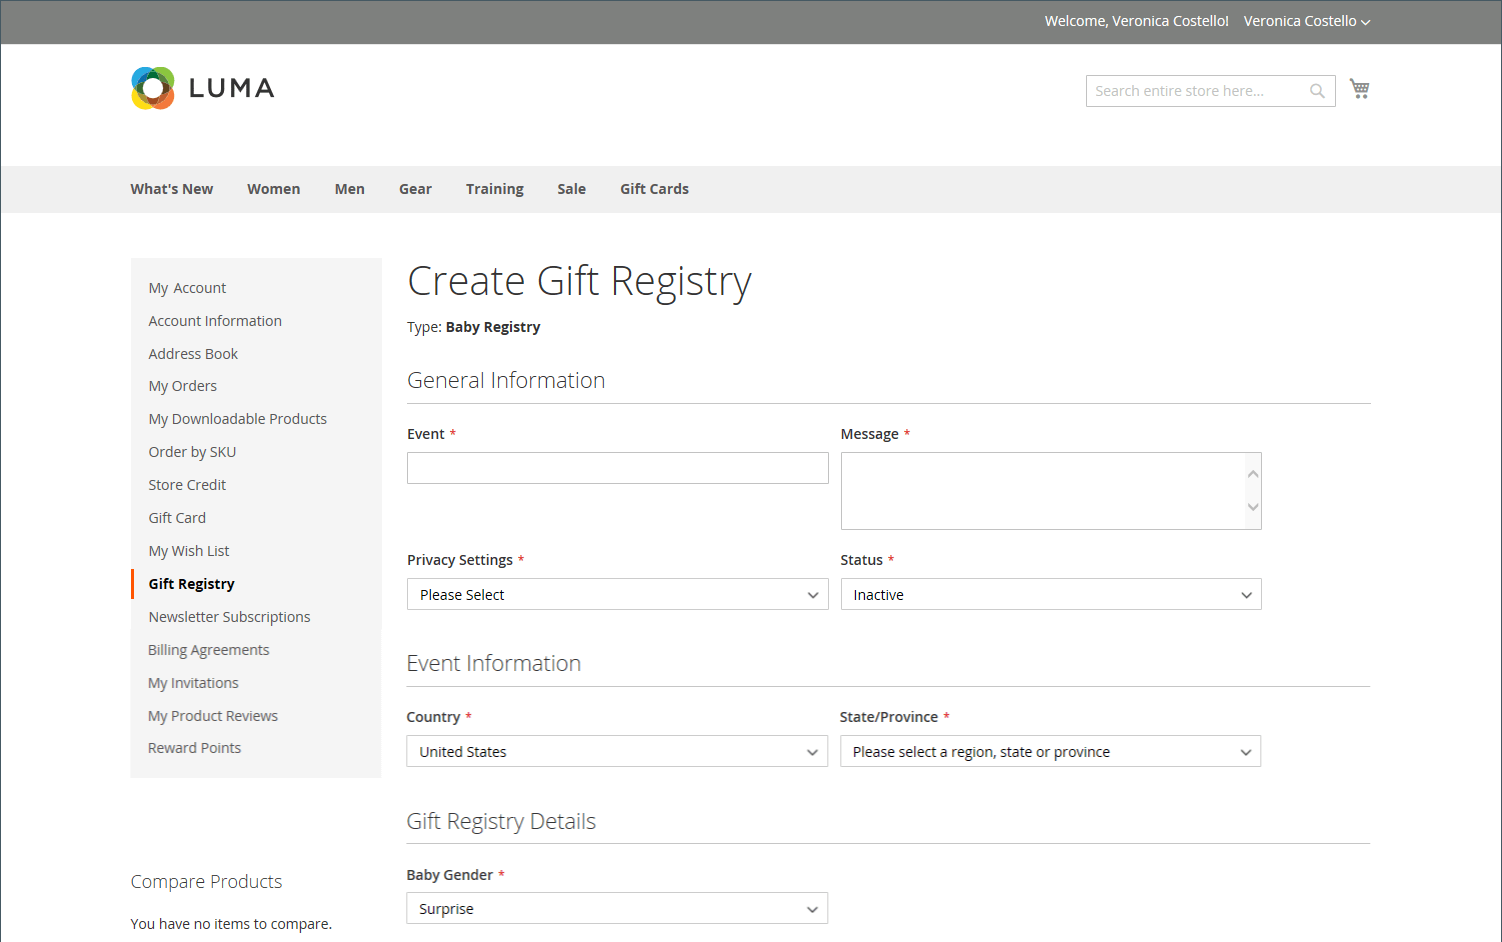 Welcome, Veronica Costello! Veronica Costello
LUMA
Search entire store here...
What's New Women Men Gear Training Sale Gift Cards
My Account
Account Information
Address Book
My Orders
My Downloadable Products
Order by SKU
Store Credit
Gift Card
My Wish List
Gift Registry
Newsletter Subscriptions
Billing Agreements
My Invitations
My Product Reviews
Reward Points
Compare Products
You have no items to compare.
Create Gift Registry
Type: Baby Registry
General Information
Event * Message *
Privacy Settings * Status *
Please Select Inactive
Event Information
Country * State/Province *
United States Please select a region, state or province
Gift Registry Details
Baby Gender *
Surprise